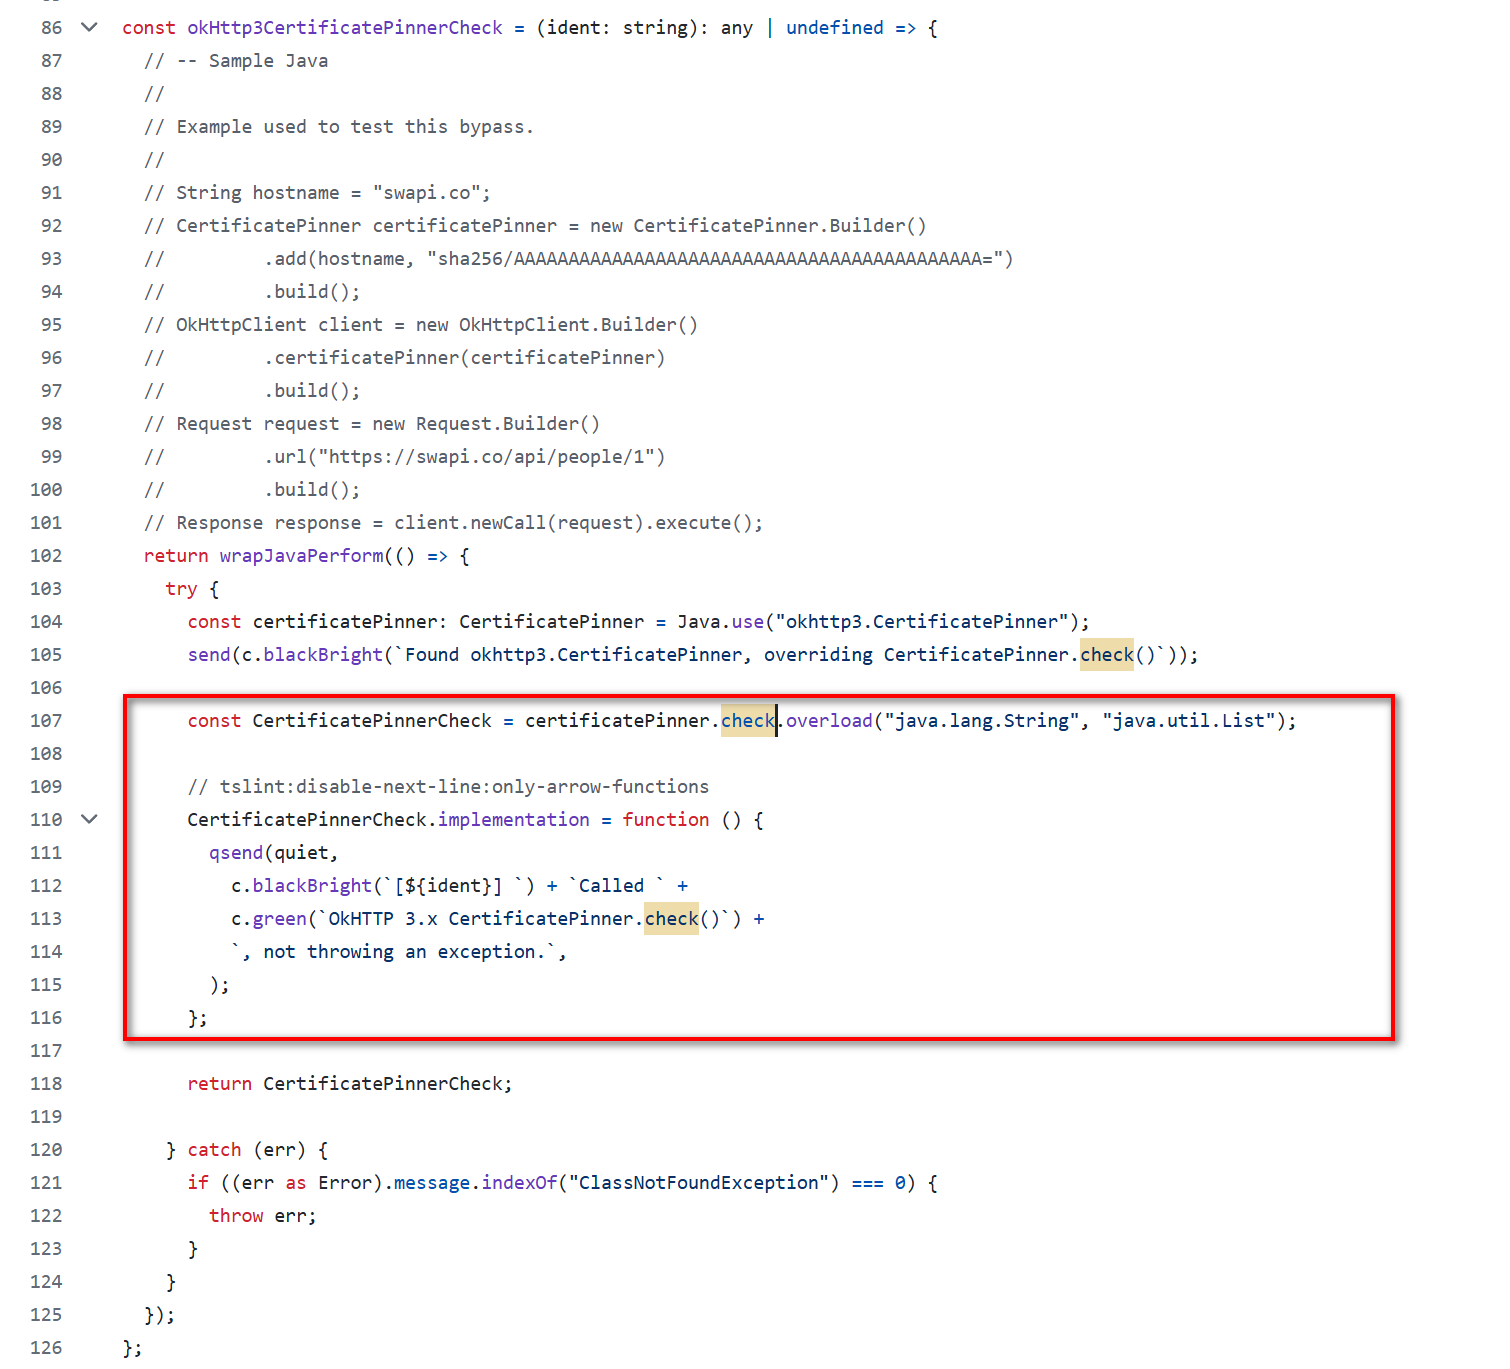 86 const okHttp3CertificatePinnerCheck = (ident: string): any | undefined => {
87 // -- Sample Java
88 //
89 // Example used to test this bypass.
90 //
91 // String hostname = "swapi.co";
92 // CertificatePinner certificatePinner = new CertificatePinner.Builder()
93 //         .add(hostname, "sha256/AAAAAAAAAAAAAAAAAAAAAAAAAAAAAAAAAAAAAAAAAAA=")
94 //         .build();
95 // OkHttpClient client = new OkHttpClient.Builder()
96 //         .certificatePinner(certificatePinner)
97 //         .build();
98 // Request request = new Request.Builder()
99 //         .url("https://swapi.co/api/people/1")
100 //         .build();
101 // Response response = client.newCall(request).execute();
102 return wrapJavaPerform(() => {
103 try {
104 const certificatePinner: CertificatePinner = Java.use("okhttp3.CertificatePinner");
105 send(c.blackBright(`Found okhttp3.CertificatePinner, overriding CertificatePinner.check()`));
106
107 const CertificatePinnerCheck = certificatePinner.check.overload("java.lang.String", "java.util.List");
108
109 // tslint:disable-next-line:only-arrow-functions
110 CertificatePinnerCheck.implementation = function () {
111 qsend(quiet,
112 c.blackBright(`[${ident}] `) + `Called ` +
113 c.green(`OkHTTP 3.x CertificatePinner.check()`) +
114 `, not throwing an exception.`,
115 );
116 };
117
118 return CertificatePinnerCheck;
119
120 } catch (err) {
121 if ((err as Error).message.indexOf("ClassNotFoundException") === 0) {
122 throw err;
123 }
124 }
125 });
126 };